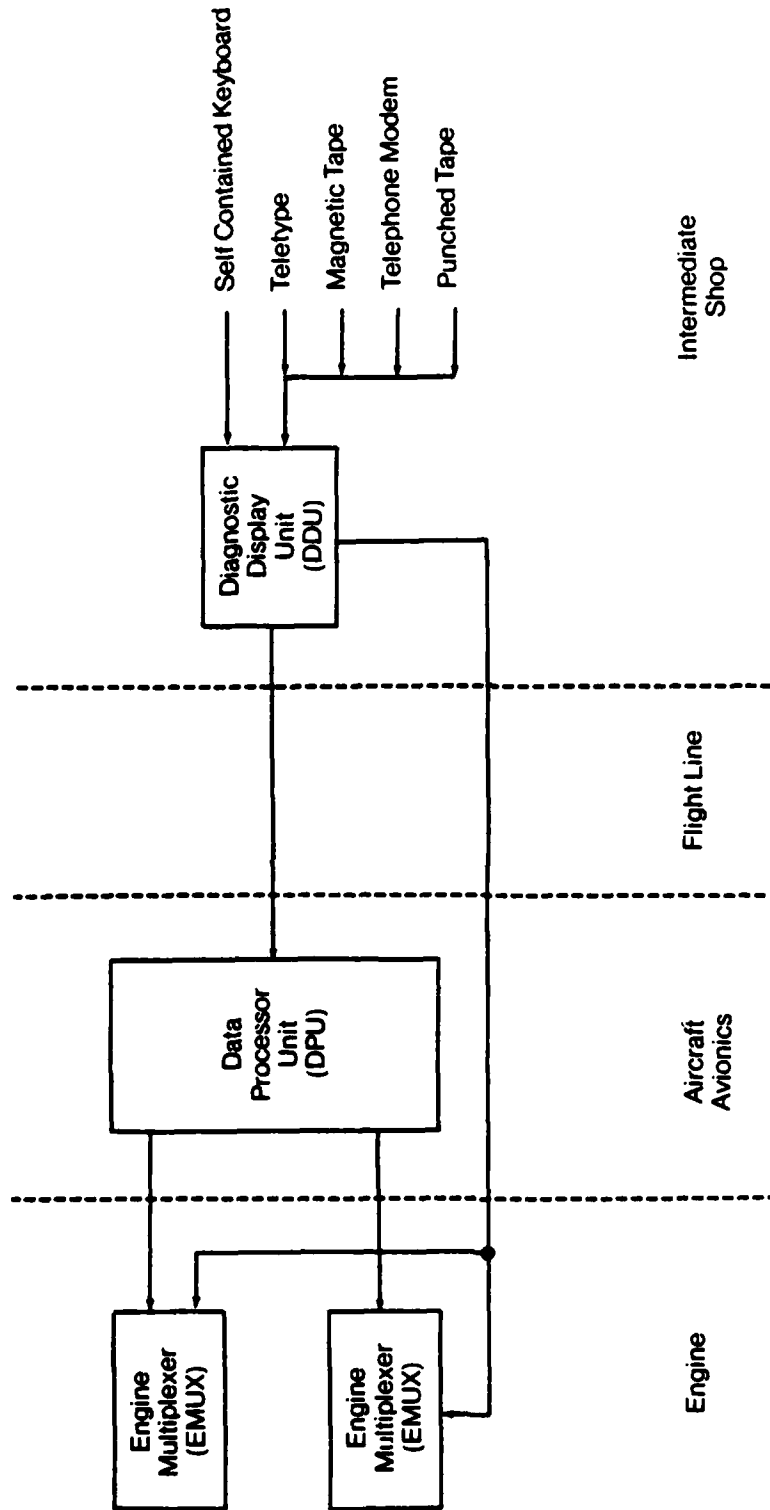 Engine
Multiplexer
(EMUX)
Engine
Multiplexer
(EMUX)
Data
Processor
Unit
(DPU)
Diagnostic
Display
Unit
(DDU)
Self Contained Keyboard
Teletype
Magnetic Tape
Telephone Modem
Punched Tape
Engine
Aircraft
Avionics
Flight Line
Intermediate
Shop